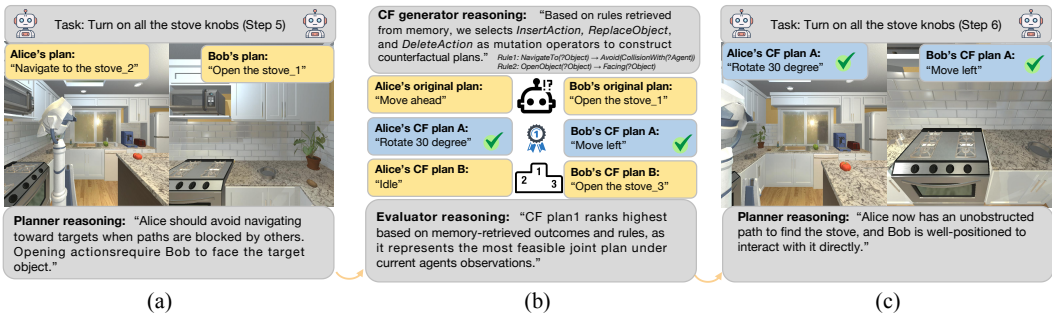 Task: Turn on all the stove knobs (Step 5)
Alice's plan:
"Navigate to the stove_2"
Bob's plan:
"Open the stove_1"
Planner reasoning: "Alice should avoid navigating
toward targets when paths are blocked by others.
Opening actionsrequire Bob to face the target
object."
(a)
CF generator reasoning: "Based on rules retrieved
from memory, we selects InsertAction, ReplaceObject,
and DeleteAction as mutation operators to construct
counterfactual plans."
Rule1: NavigateTo(?Object) → Avoid(CollisionWith(?Agent)
Rule2: OpenObject(?Object) → Facing(?Object)
Alice's original plan:
"Move ahead"
!?
Bob's original plan:
"Open the stove_1"
Alice's CF plan A:
"Rotate 30 degree"
1
Bob's CF plan A:
"Move left"
Alice's CF plan B:
"Idle"
2 1 3
Bob's CF plan B:
"Open the stove_3"
Evaluator reasoning: "CF plan1 ranks highest
based on memory-retrieved outcomes and rules, as
it represents the most feasible joint plan under
current agents observations."
(b)
Task: Turn on all the stove knobs (Step 6)
Alice's CF plan A:
"Rotate 30 degree"
Bob's CF plan A:
"Move left"
Planner reasoning: "Alice now has an unobstructed
path to find the stove, and Bob is well-positioned to
interact with it directly."
(c)